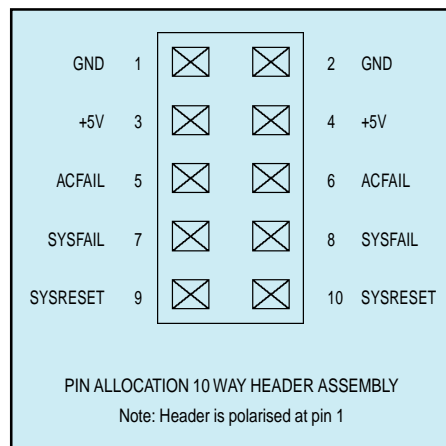 GND 1 2 GND
+5V 3 4 +5V
ACFAIL 5 6 ACFAIL
SYSFAIL 7 8 SYSFAIL
SYSRESET 9 10 SYSRESET
PIN ALLOCATION 10 WAY HEADER ASSEMBLY
Note: Header is polarised at pin 1